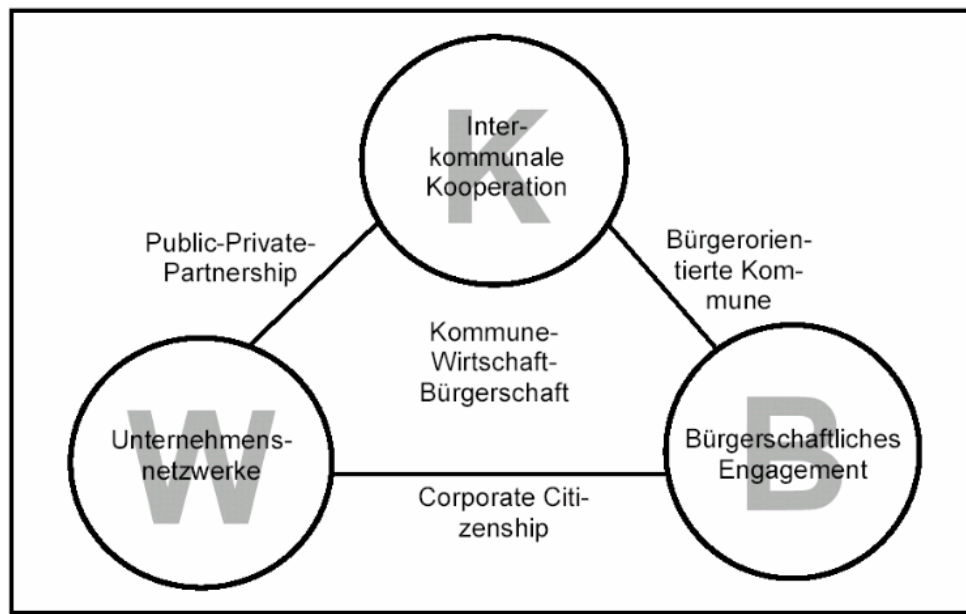 K
Inter-
kommunale
Kooperation
Public-Private-
Partnership
Bürgerorien-
tierte Kom-
mune
Kommune-
Wirtschaft-
Bürgerschaft
W
Unternehmens-
netzwerke
B
Bürgerschaftliches
Engagement
Corporate Citi-
zenship